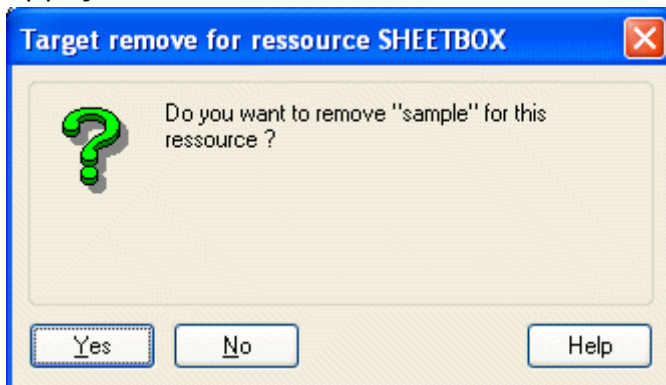 Target remove for ressource SHEETBOX
Do you want to remove "sample" for this
ressource ?
Yes
No
Help